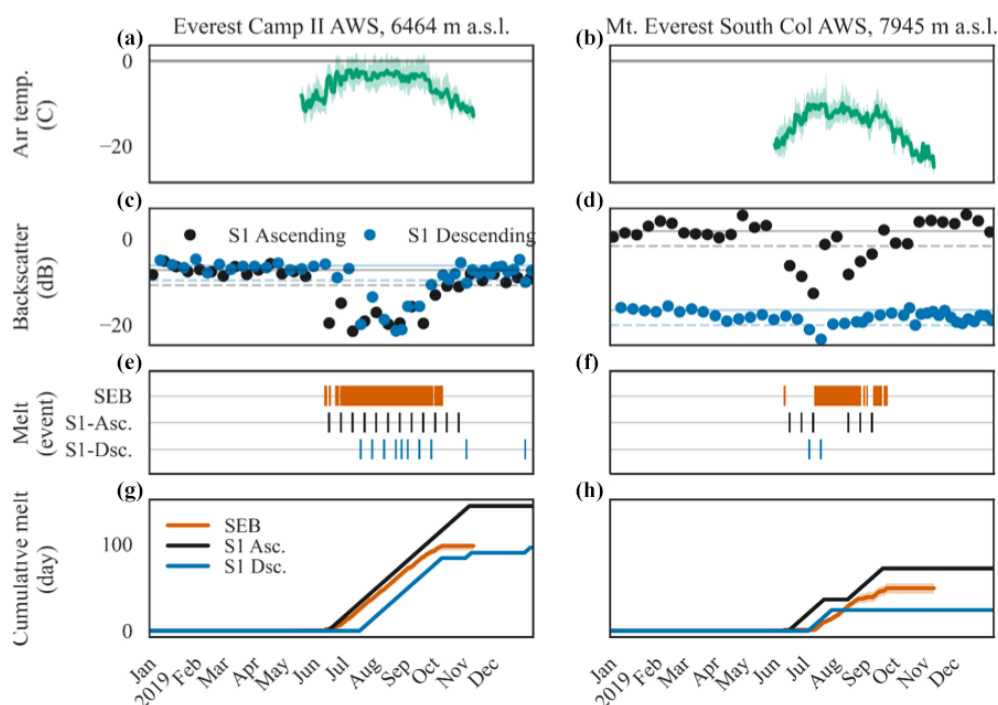 Everest Camp II AWS, 6464 m a.s.l.
Mt. Everest South Col AWS, 7945 m a.s.l.
(a)
(b)
Air temp.
(C)
0
−20
(c)
(d)
S1 Ascending
S1 Descending
Backscatter
(dB)
0
−20
(e)
(f)
Melt
(event)
SEB
S1-Asc.
S1-Dsc.
(g)
(h)
Cumulative melt
(day)
100
0
SEB
S1 Asc.
S1 Dsc.
Jan
2019
Feb
Mar
Apr
May
Jun
Jul
Aug
Sep
Oct
Nov
Dec
Jan
2019
Feb
Mar
Apr
May
Jun
Jul
Aug
Sep
Oct
Nov
Dec